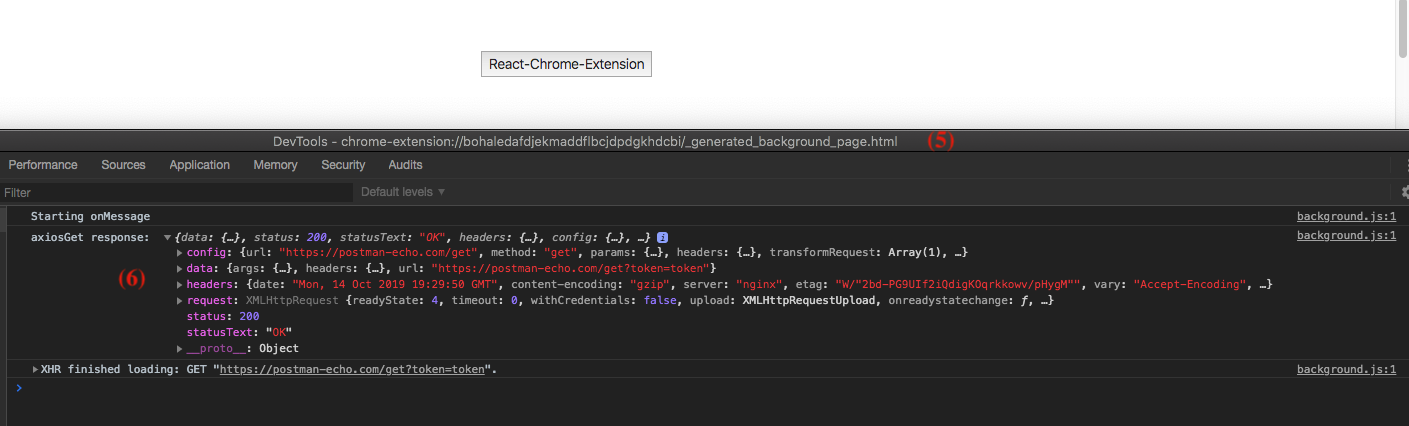 React-Chrome-Extension
DevTools - chrome-extension://bohaledafdjekmaddflbcjdpdgkhdcbi/_generated_background_page.html (5)
Performance Sources Application Memory Security Audits
Filter Default levels ▼
Starting onMessage background.js:1
axiosGet response: ▼{data: {…}, status: 200, statusText: "OK", headers: {…}, config: {…}, …} i background.js:1
▶config: {url: "https://postman-echo.com/get", method: "get", params: {…}, headers: {…}, transformRequest: Array(1), …}
(6) ▶data: {args: {…}, headers: {…}, url: "https://postman-echo.com/get?token=token"}
▶headers: {date: "Mon, 14 Oct 2019 19:29:50 GMT", content-encoding: "gzip", server: "nginx", etag: "W/"2bd-PG9UIf2iQdigKOqrkkowv/pHygM"", vary: "Accept-Encoding", …}
▶request: XMLHttpRequest {readyState: 4, timeout: 0, withCredentials: false, upload: XMLHttpRequestUpload, onreadystatechange: ƒ, …}
status: 200
statusText: "OK"
▶__proto__: Object
▶XHR finished loading: GET "https://postman-echo.com/get?token=token". background.js:1
>